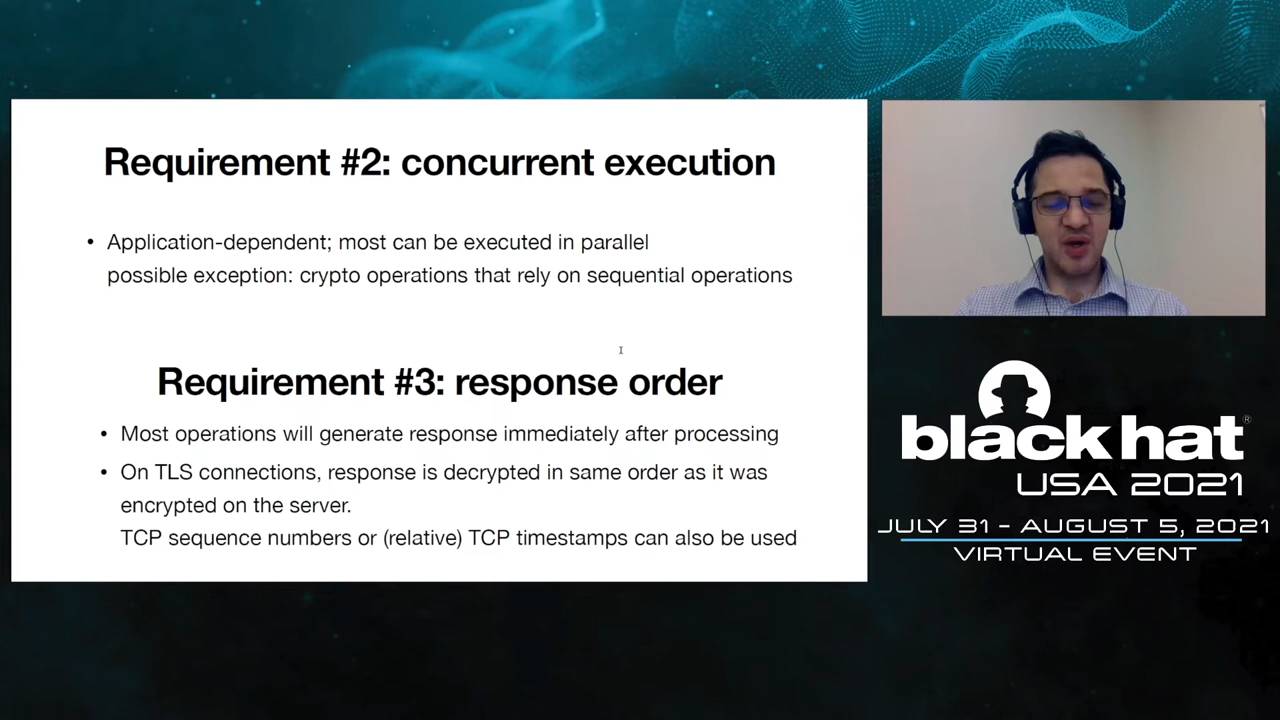 Requirement #2: concurrent execution
• Application-dependent; most can be executed in parallel
possible exception: crypto operations that rely on sequential operations
Requirement #3: response order
• Most operations will generate response immediately after processing
• On TLS connections, response is decrypted in same order as it was
encrypted on the server.
TCP sequence numbers or (relative) TCP timestamps can also be used
black hat®
USA 2021
JULY 31 - AUGUST 5, 2021
VIRTUAL EVENT